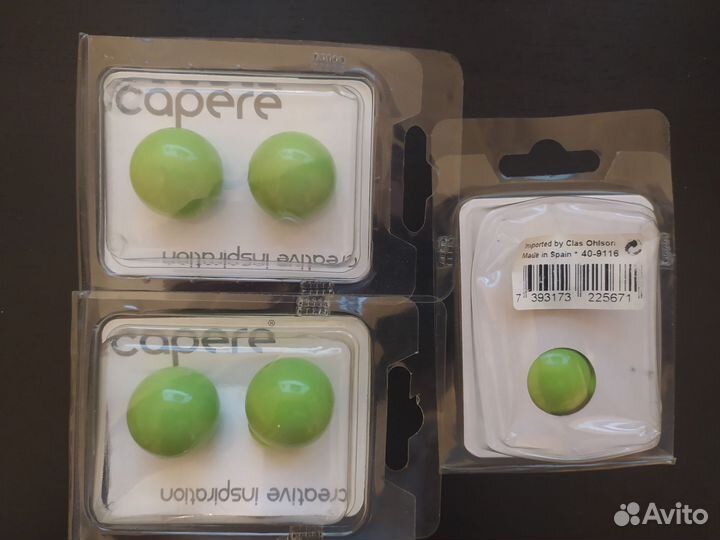 capere
creative inspiration
capere®
creative inspiration
Imported by Clas Ohlson
Made in Spain * 40-9116
7 393173 225671
Avito